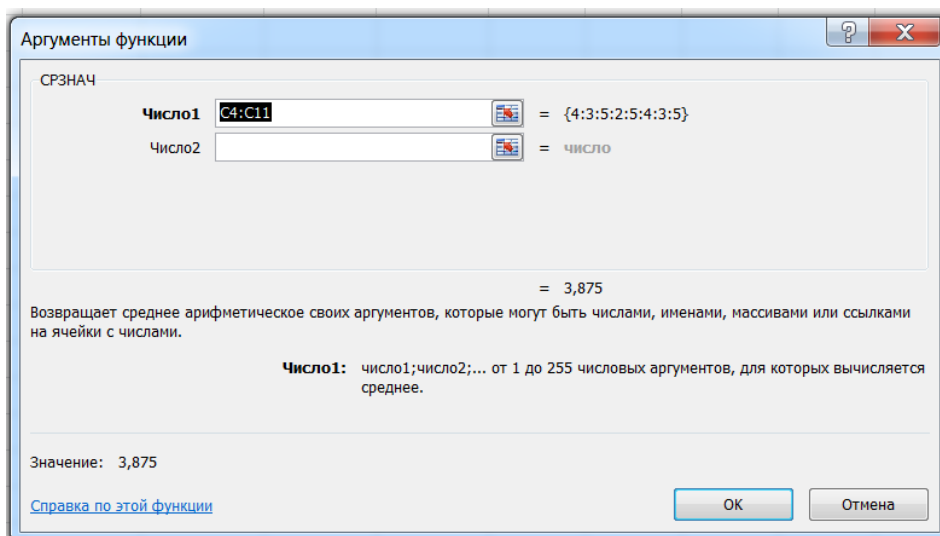 Аргументы функции
СРЗНАЧ
Число1 C4:C11 = {4:3:5:2:5:4:3:5}
Число2 = число
= 3,875
Возвращает среднее арифметическое своих аргументов, которые могут быть числами, именами, массивами или ссылками
на ячейки с числами.
Число1: число1;число2;... от 1 до 255 числовых аргументов, для которых вычисляется
среднее.
Значение: 3,875
Справка по этой функции
ОК
Отмена